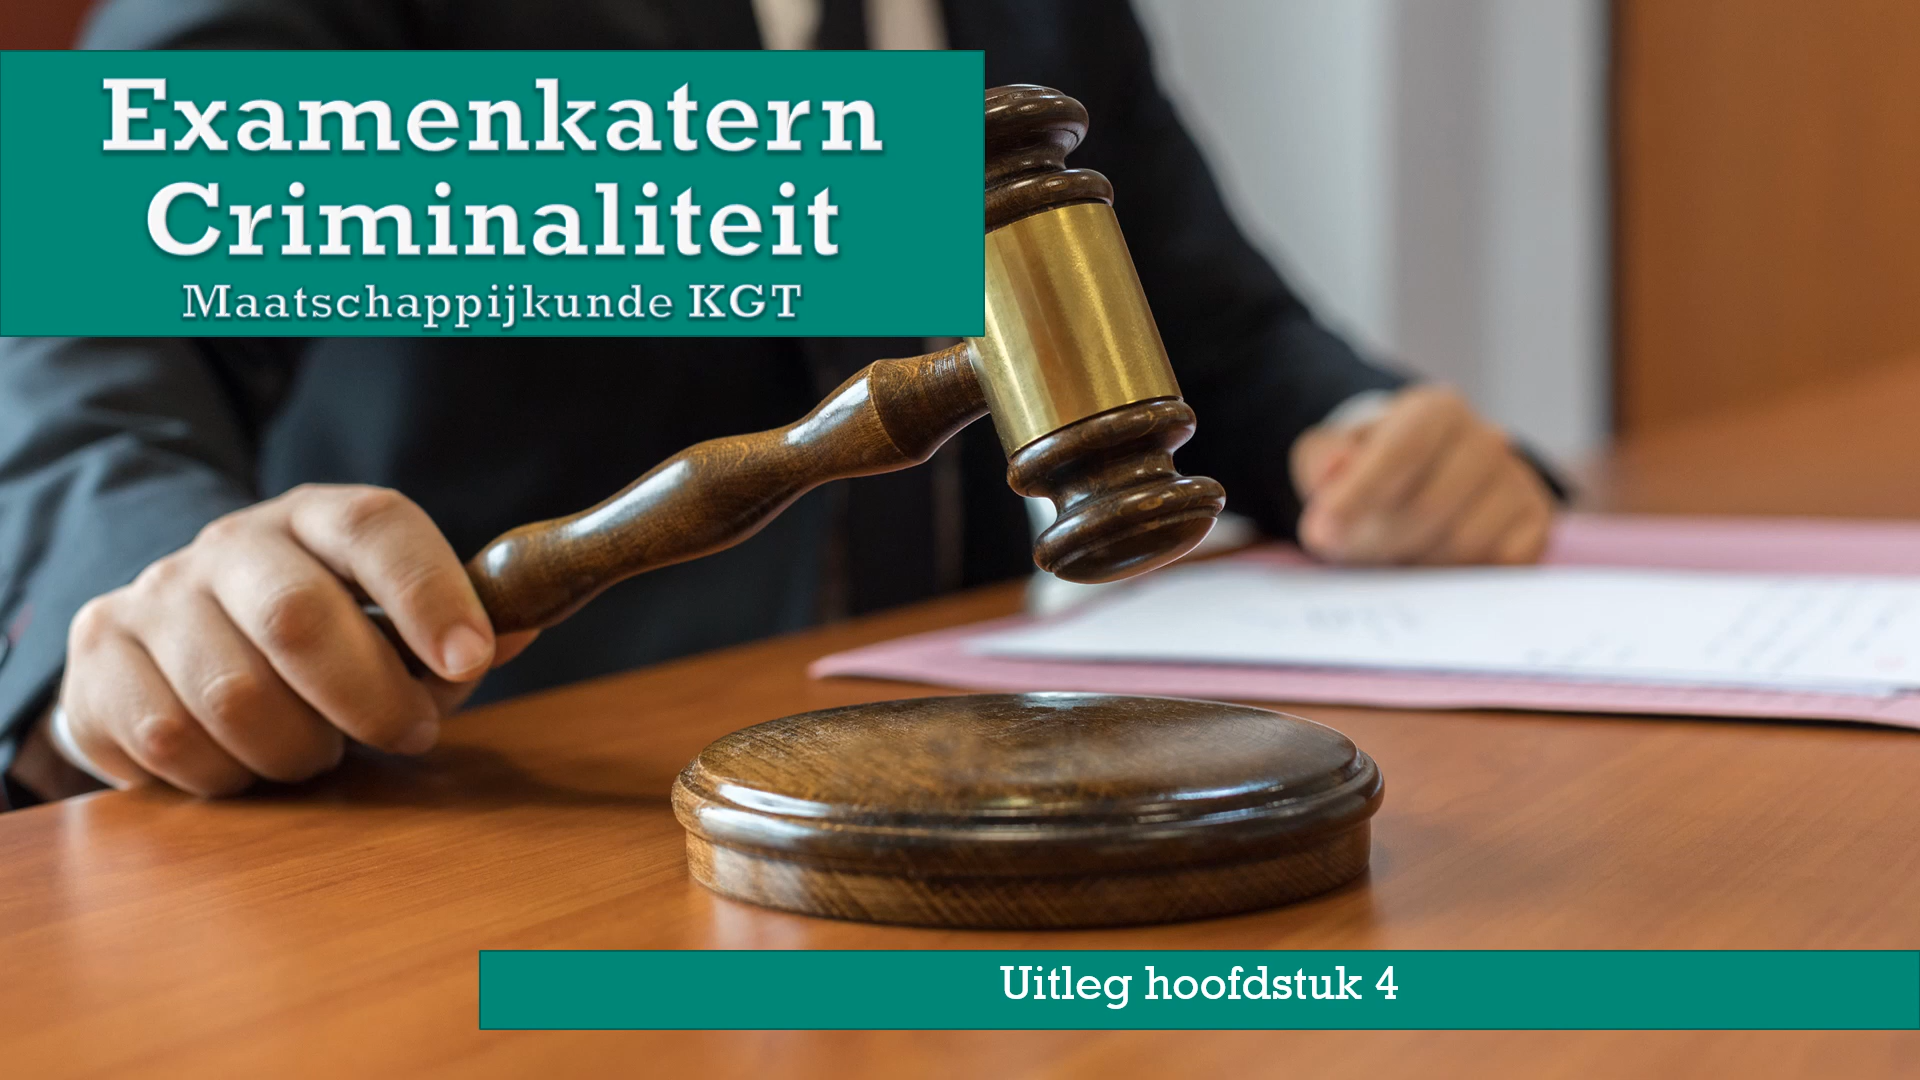 Examenkatern
Criminaliteit
Maatschappijkunde KGT
Uitleg hoofdstuk 4